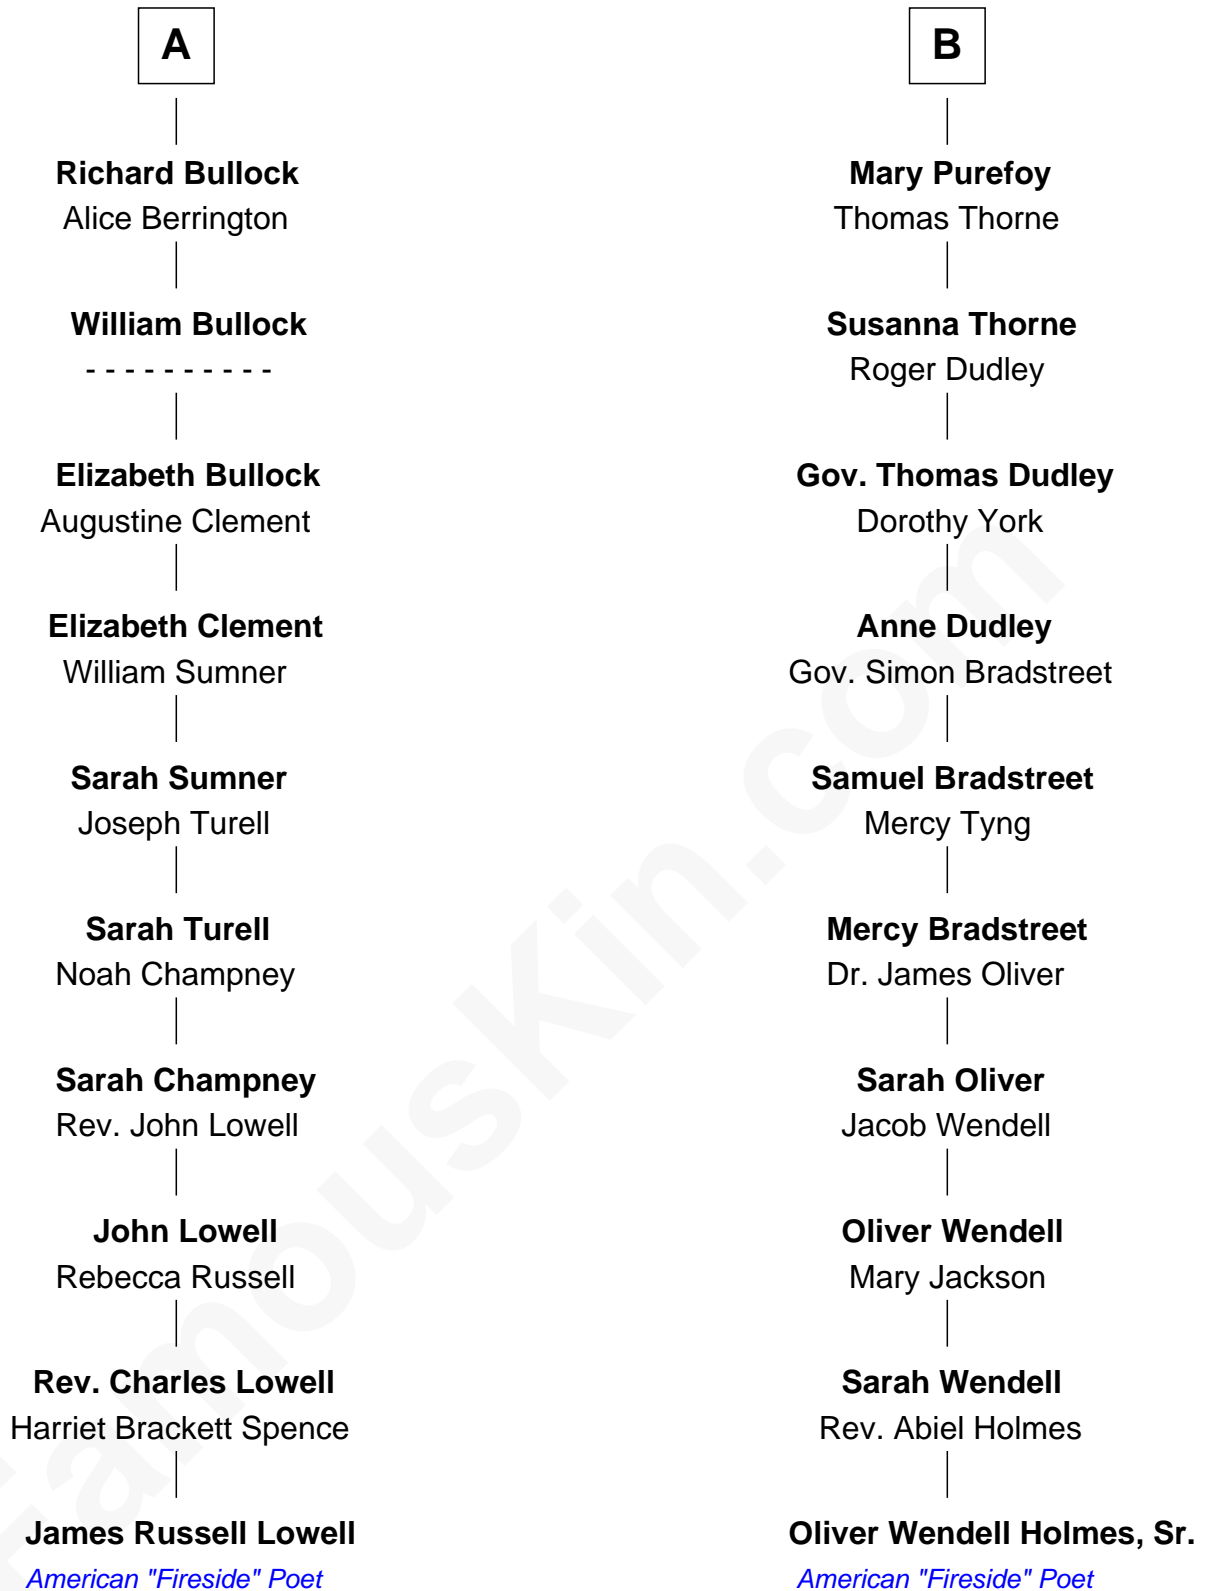 A
Richard Bullock
Alice Berrington
William Bullock
- - - - - - - - - -
Elizabeth Bullock
Augustine Clement
Elizabeth Clement
William Sumner
Sarah Sumner
Joseph Turell
Sarah Turell
Noah Champney
Sarah Champney
Rev. John Lowell
John Lowell
Rebecca Russell
Rev. Charles Lowell
Harriet Brackett Spence
James Russell Lowell
American "Fireside" Poet
B
Mary Purefoy
Thomas Thorne
Susanna Thorne
Roger Dudley
Gov. Thomas Dudley
Dorothy York
Anne Dudley
Gov. Simon Bradstreet
Samuel Bradstreet
Mercy Tyng
Mercy Bradstreet
Dr. James Oliver
Sarah Oliver
Jacob Wendell
Oliver Wendell
Mary Jackson
Sarah Wendell
Rev. Abiel Holmes
Oliver Wendell Holmes, Sr.
American "Fireside" Poet
FamousKin.com